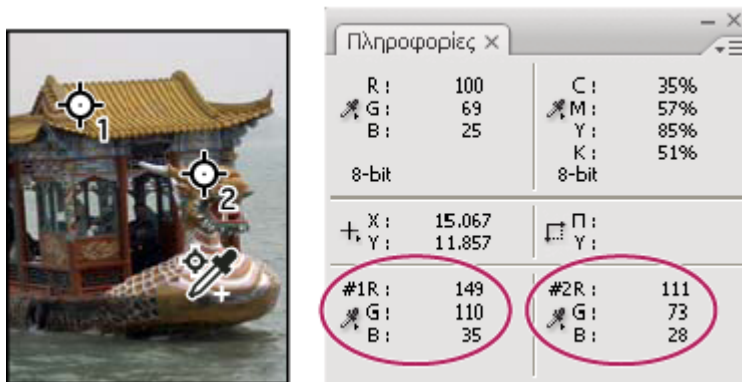 1
2
Πληροφορίες ×
R : 100
G : 69
B : 25
8-bit
C : 35%
M : 57%
Y : 85%
K : 51%
8-bit
X : 15.067
Y : 11.857
Π :
Υ :
#1R : 149
G : 110
B : 35
#2R : 111
G : 73
B : 28